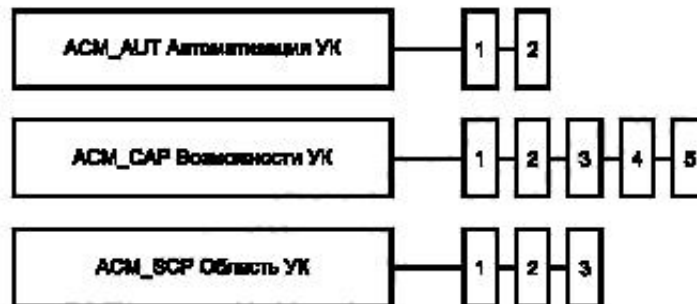 ACM_AUT Автоматизация УК 1 2
ACM_CAP Возможности УК 1 2 3 4 5
ACM_SCP Область УК 1 2 3